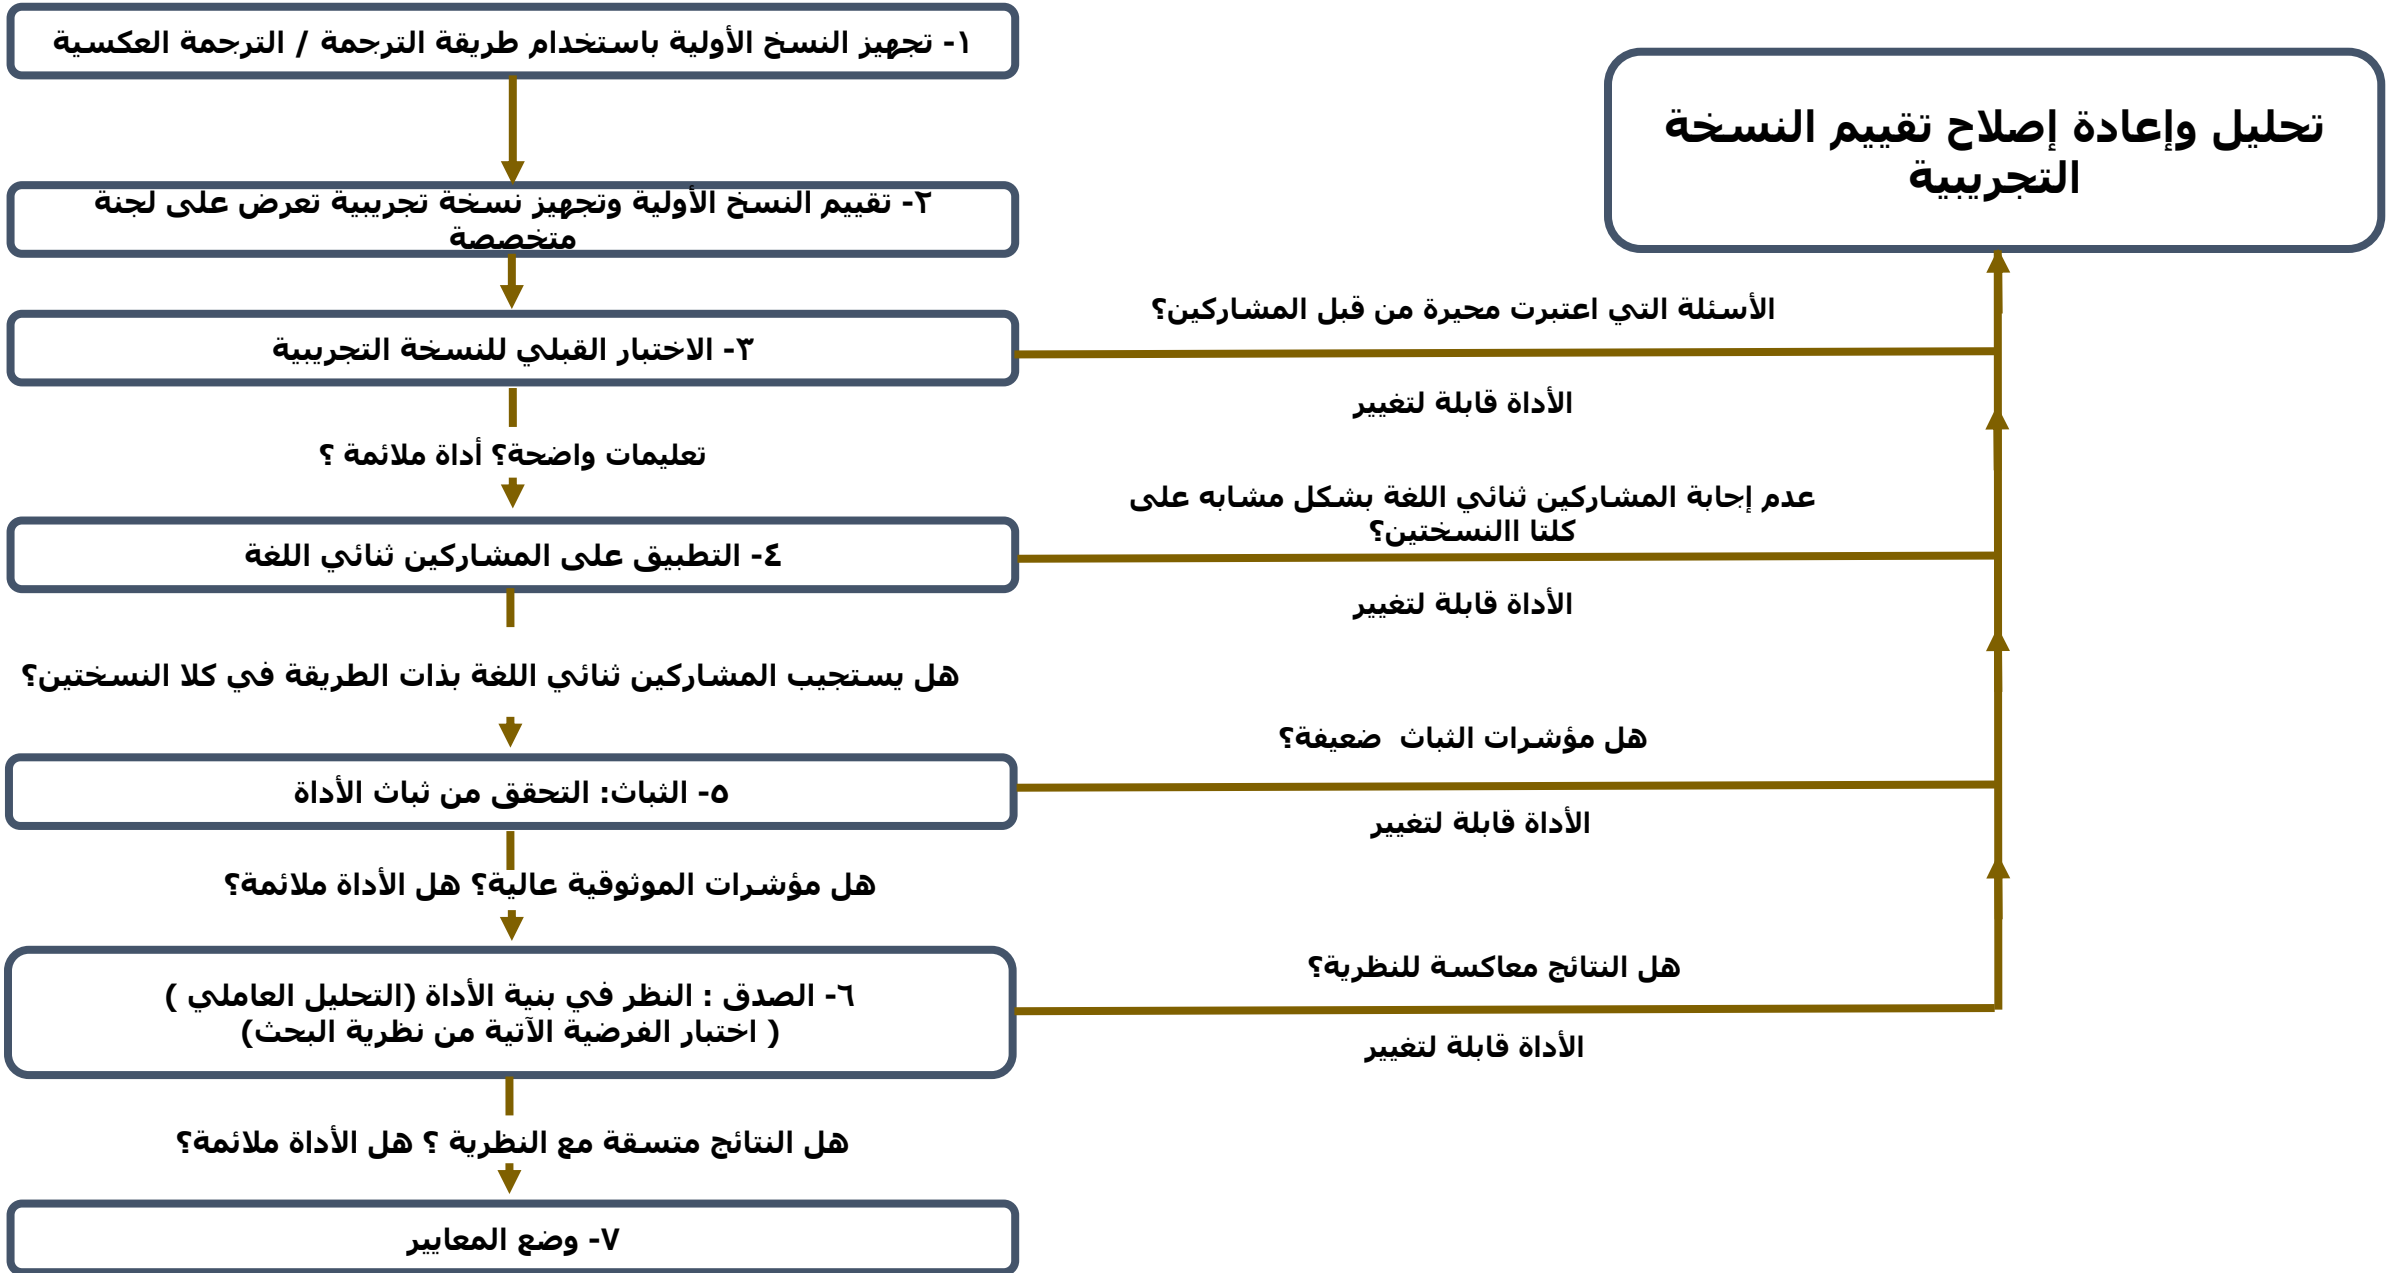 ١- تجهيز النسخ الأولية باستخدام طريقة الترجمة / الترجمة العكسية
تحليل وإعادة إصلاح تقييم النسخة
التجريبية
٢- تقييم النسخ الأولية وتجهيز نسخة تجريبية تعرض على لجنة
متخصصة
الأسئلة التي اعتبرت محيرة من قبل المشاركين؟
٣- الاختبار القبلي للنسخة التجريبية
الأداة قابلة لتغيير
تعليمات واضحة؟ أداة ملائمة ؟
عدم إجابة المشاركين ثنائي اللغة بشكل مشابه على
كلتا االنسختين؟
٤- التطبيق على المشاركين ثنائي اللغة
الأداة قابلة لتغيير
هل يستجيب المشاركين ثنائي اللغة بذات الطريقة في كلا النسختين؟
هل مؤشرات الثباث ضعيفة؟
٥- الثباث: التحقق من ثباث الأداة
الأداة قابلة لتغيير
هل مؤشرات الموثوقية عالية؟ هل الأداة ملائمة؟
هل النتائج معاكسة للنظرية؟
٦- الصدق : النظر في بنية الأداة (التحليل العاملي )
( اختبار الفرضية الآتية من نظرية البحث)
الأداة قابلة لتغيير
هل النتائج متسقة مع النظرية ؟ هل الأداة ملائمة؟
٧- وضع المعايير